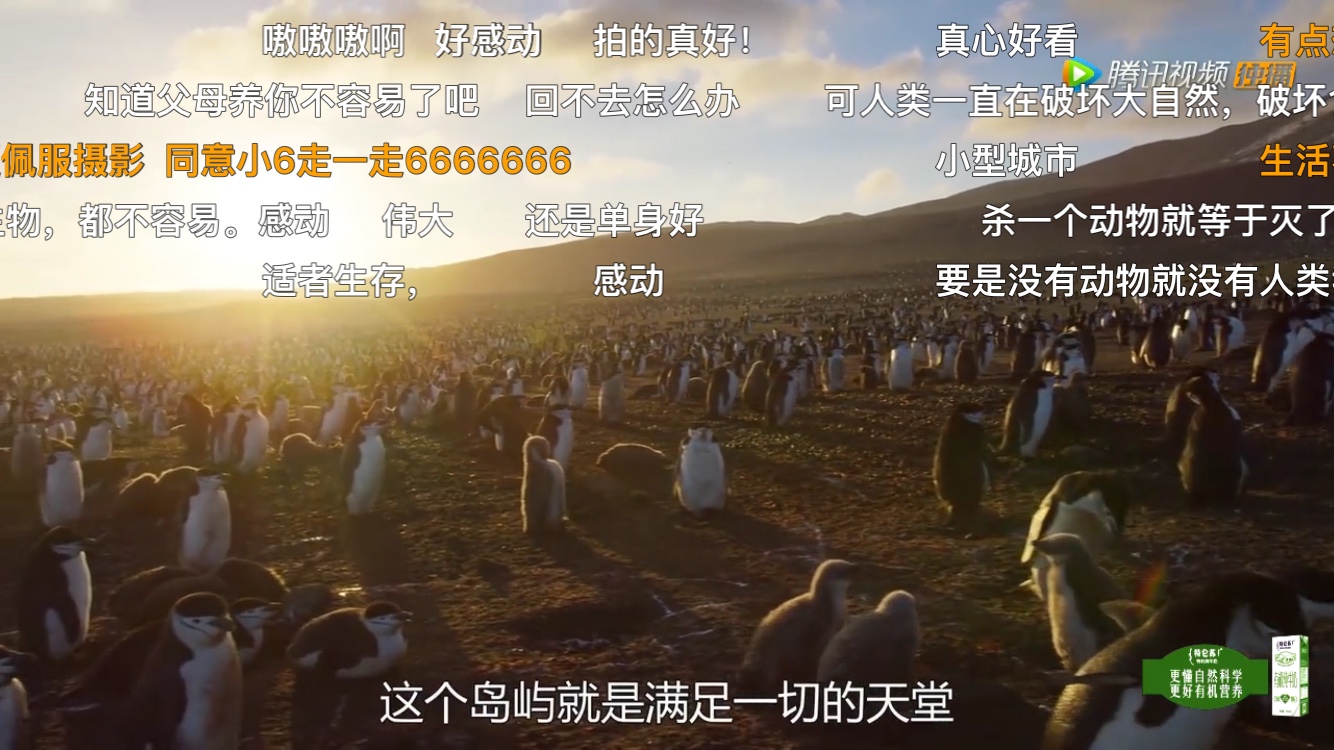 嗷嗷嗷啊 好感动 拍的真好！ 真心好看 有点
腾讯视频 独播
知道父母养你不容易了吧 回不去怎么办 可人类一直在破坏大自然，破坏
佩服摄影 同意小6走一走6666666 小型城市 生活
物，都不容易。感动 伟大 还是单身好 杀一个动物就等于灭了
适者生存， 感动 要是没有动物就没有人类
特仑苏
更懂自然科学
更好有机营养
这个岛屿就是满足一切的天堂